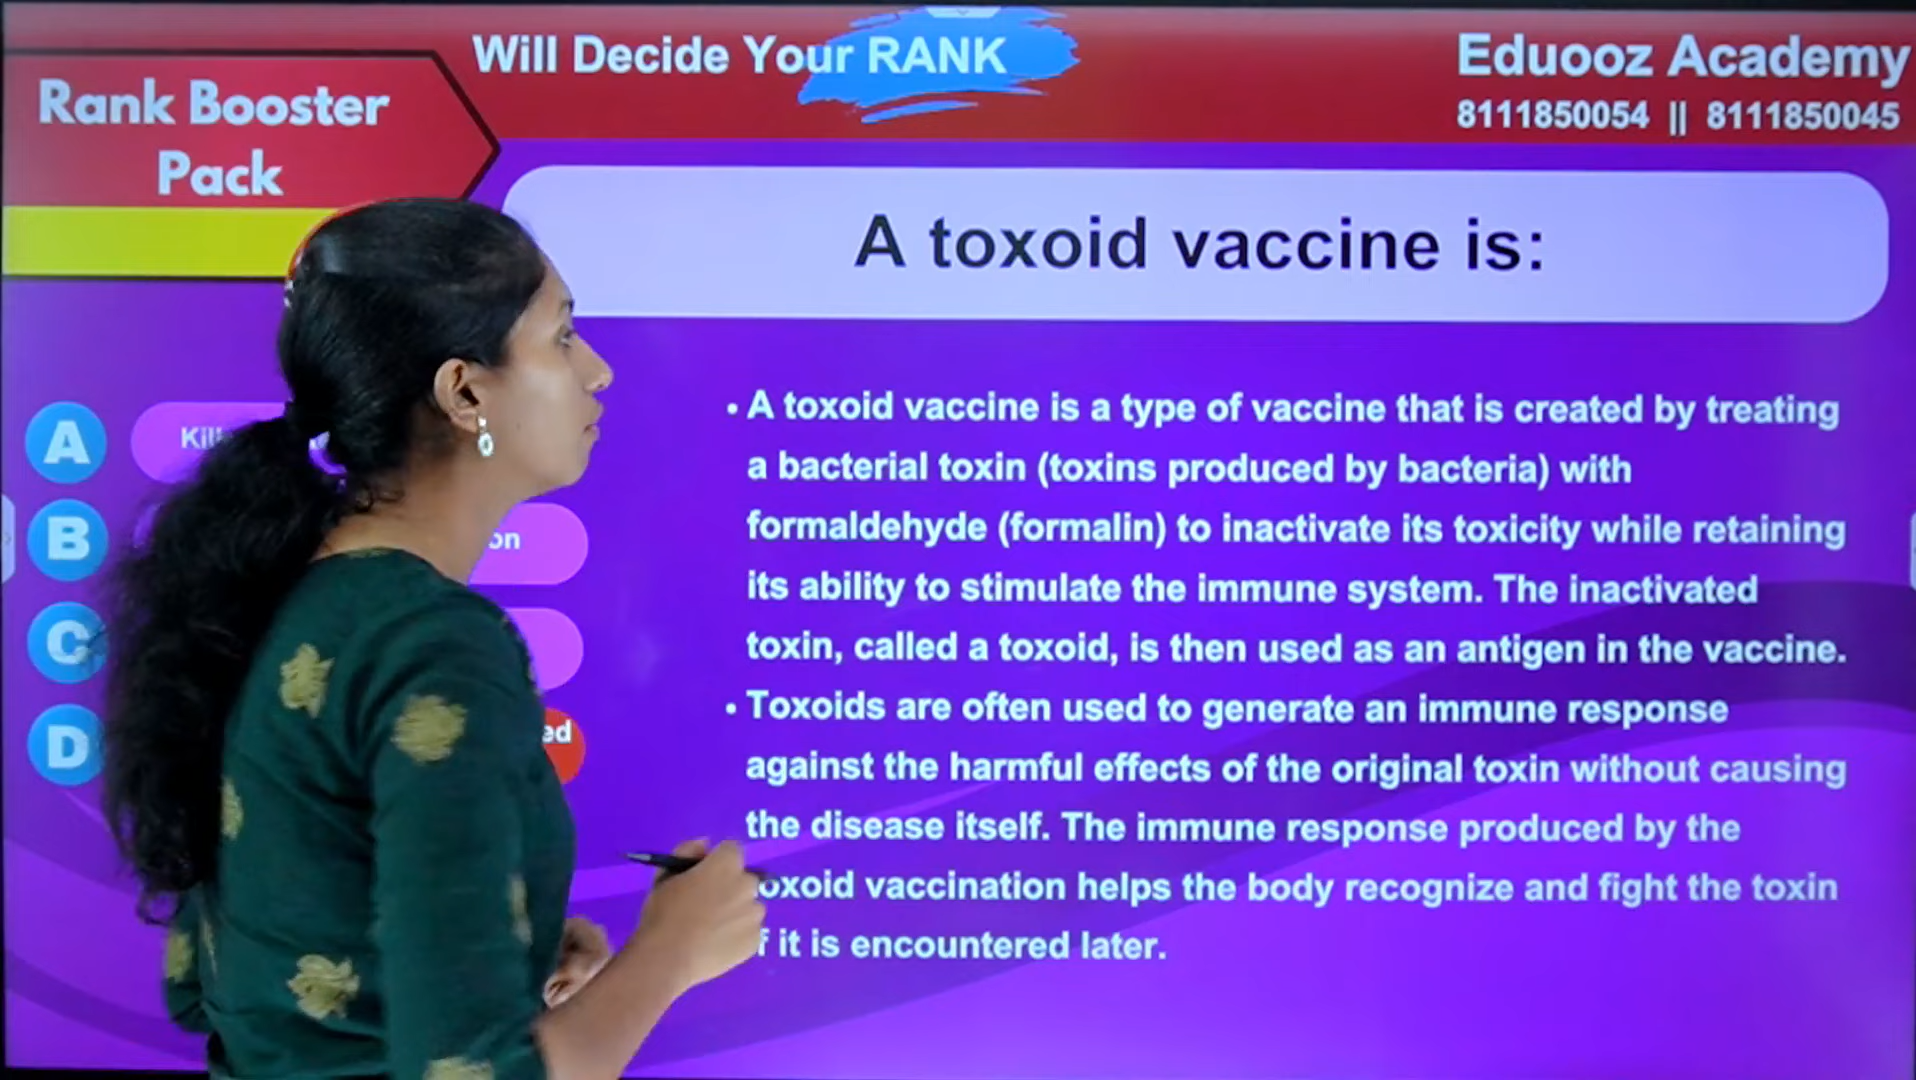 Will Decide Your RANK
Eduooz Academy
8111850054 || 8111850045
Rank Booster
Pack
A toxoid vaccine is:
A
B
C
D
• A toxoid vaccine is a type of vaccine that is created by treating
a bacterial toxin (toxins produced by bacteria) with
formaldehyde (formalin) to inactivate its toxicity while retaining
its ability to stimulate the immune system. The inactivated
toxin, called a toxoid, is then used as an antigen in the vaccine.
• Toxoids are often used to generate an immune response
against the harmful effects of the original toxin without causing
the disease itself. The immune response produced by the
vaccination helps the body recognize and fight the toxin
it is encountered later.